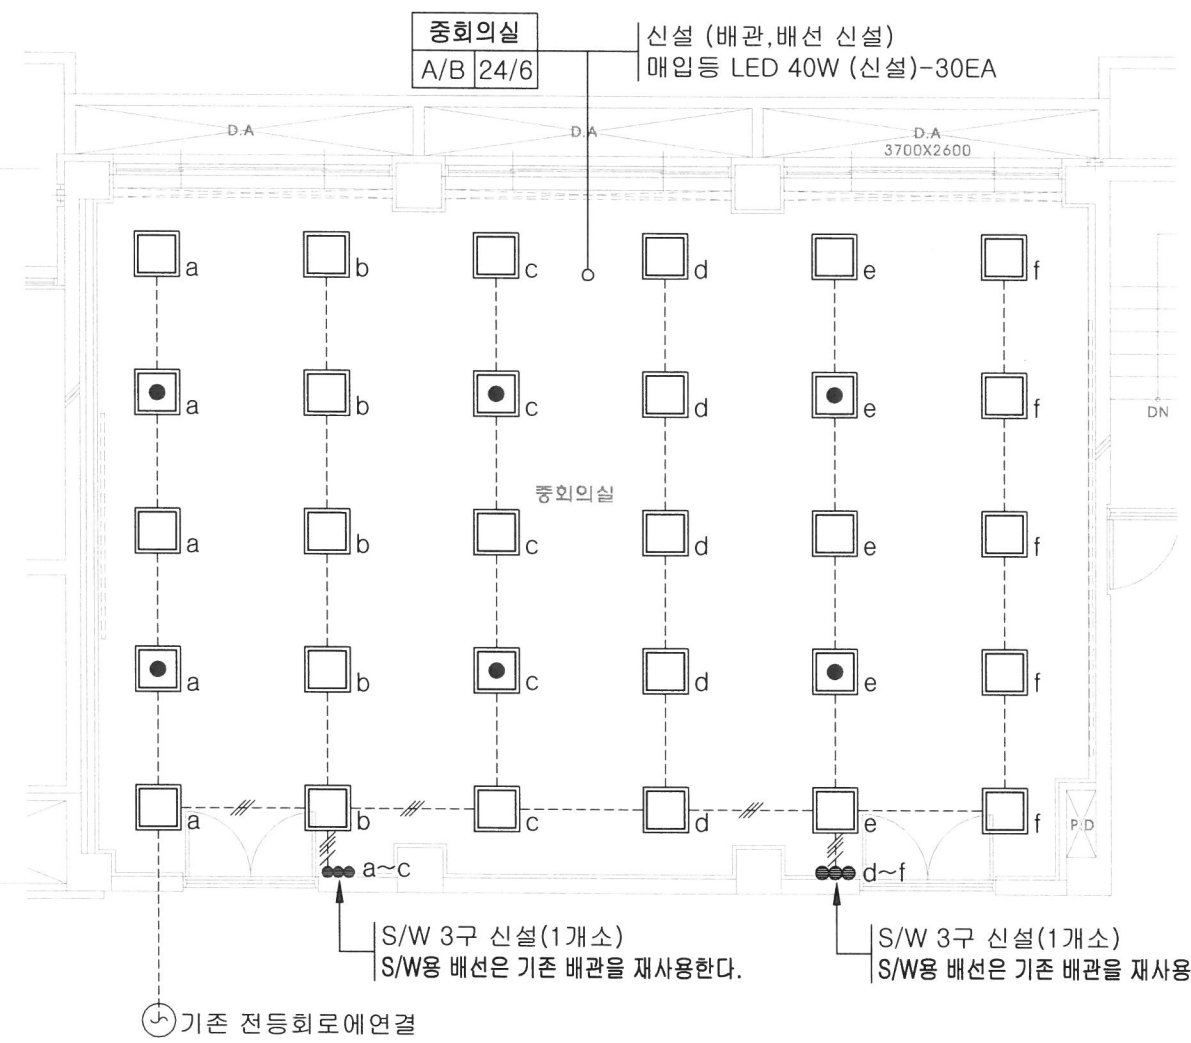 중회의실
A/B 24/6
신설 (배관,배선 신설)
매입등 LED 40W (신설)-30EA
D.A
D.A
D.A
3700X2600
a b c d e f
a b c d e f
DN
중회의실
a b c d e f
a b c d e f
a b c d e f
P.D
a~c
d~f
S/W 3구 신설(1개소)
S/W용 배선은 기존 배관을 재사용한다.
S/W 3구 신설(1개소)
S/W용 배선은 기존 배관을 재사용
기존 전등회로에연결